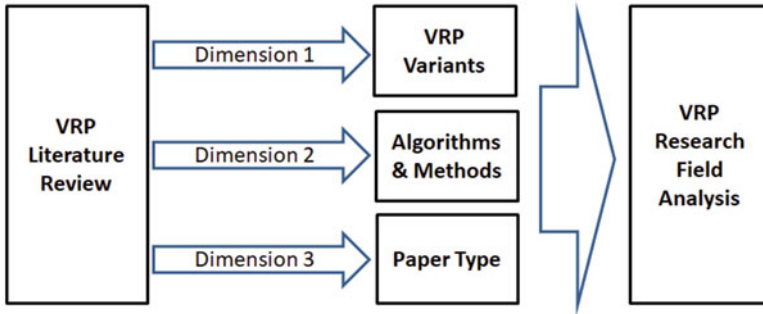 VRP
Literature
Review
Dimension 1
VRP
Variants
Dimension 2
Algorithms
& Methods
Dimension 3
Paper Type
VRP
Research
Field
Analysis